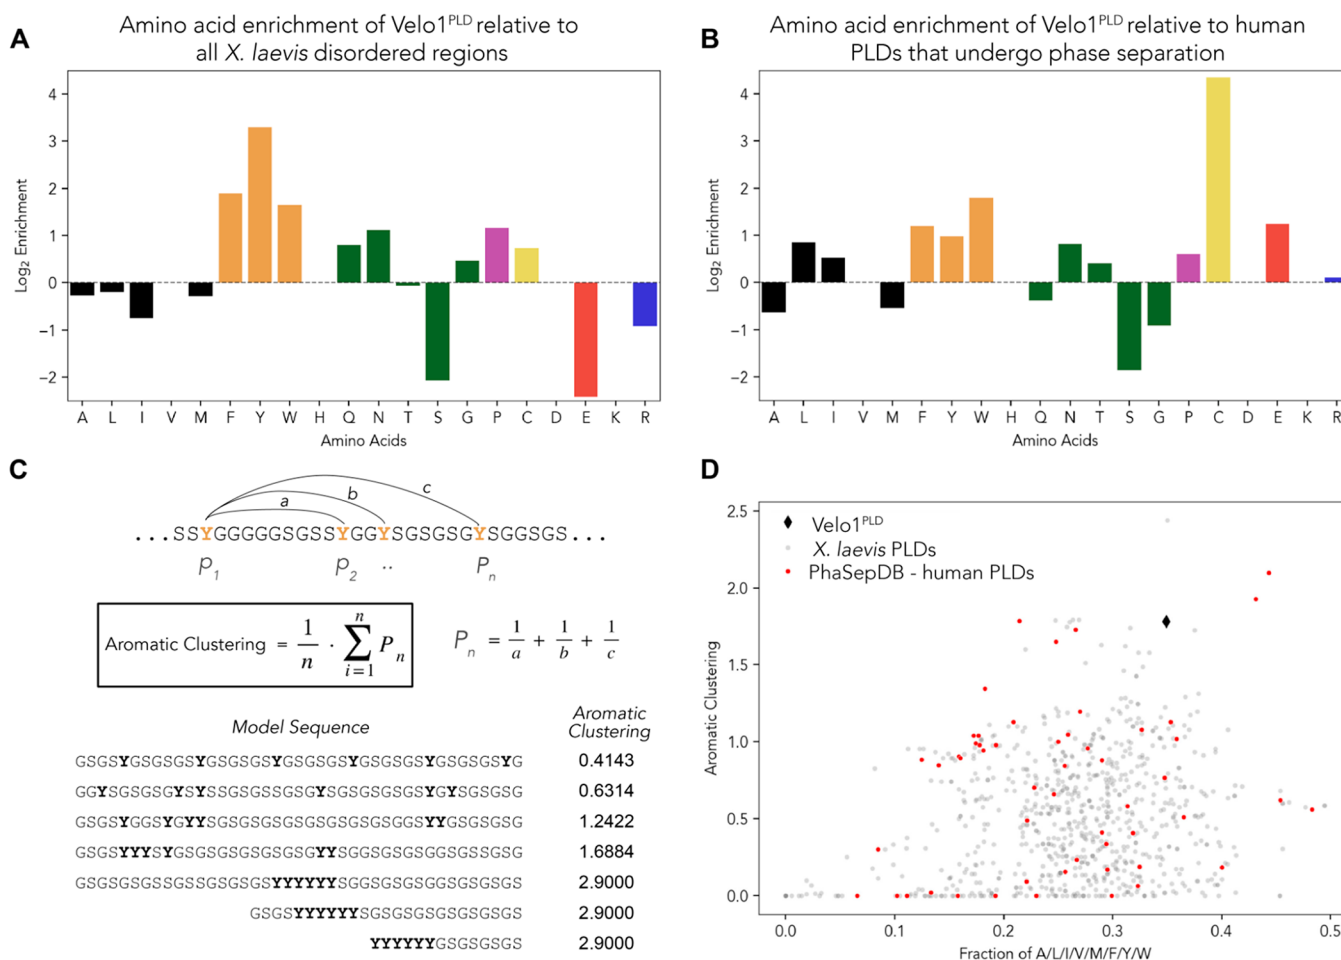 A
Amino acid enrichment of Velo1PLD relative to
all X. laevis disordered regions
Log2 Enrichment
4
3
2
1
0
−1
−2
A L I V M F Y W H Q N T S G P C D E K R
Amino Acids
B
Amino acid enrichment of Velo1PLD relative to human
PLDs that undergo phase separation
Log2 Enrichment
4
3
2
1
0
−1
−2
A L I V M F Y W H Q N T S G P C D E K R
Amino Acids
C
a b c
...SSYGGGGGSGSSYGGYSGSGSGYSGGSGS...
p1 p2 .. Pn
Aromatic Clustering = 1/n · ∑ n i=1 Pn
Pn = 1/a + 1/b + 1/c
Model Sequence Aromatic Clustering
GSGSYGSGSGSYGSGSGSYGSGSGSYGSGSGSYGSGSGSYG 0.4143
GGYSGSGSGYSYSSGSGSGSGSYSGSGSGSGYGYSGSGSG 0.6314
GSGSYGGSYGYYSGSGSGSGSGSGSGSGSGGSYYGSGSGSG 1.2422
GSGSYYYSYGSGSGSGSGSGSGYYSGGSGSGSGGSGSSGSG 1.6884
GSGSGSGSSGSSGSGSGSYYYYYYSGGSGSGSGGSGSGSGS 2.9000
GSGSYYYYYYSGSGSGSGSGSGSGS 2.9000
YYYYYYGSGSGSGS 2.9000
D
Velo1PLD
X. laevis PLDs
PhaSepDB - human PLDs
Aromatic Clustering
2.5
2.0
1.5
1.0
0.5
0.0
0.0 0.1 0.2 0.3 0.4 0.5
Fraction of A/L/I/V/M/F/Y/W